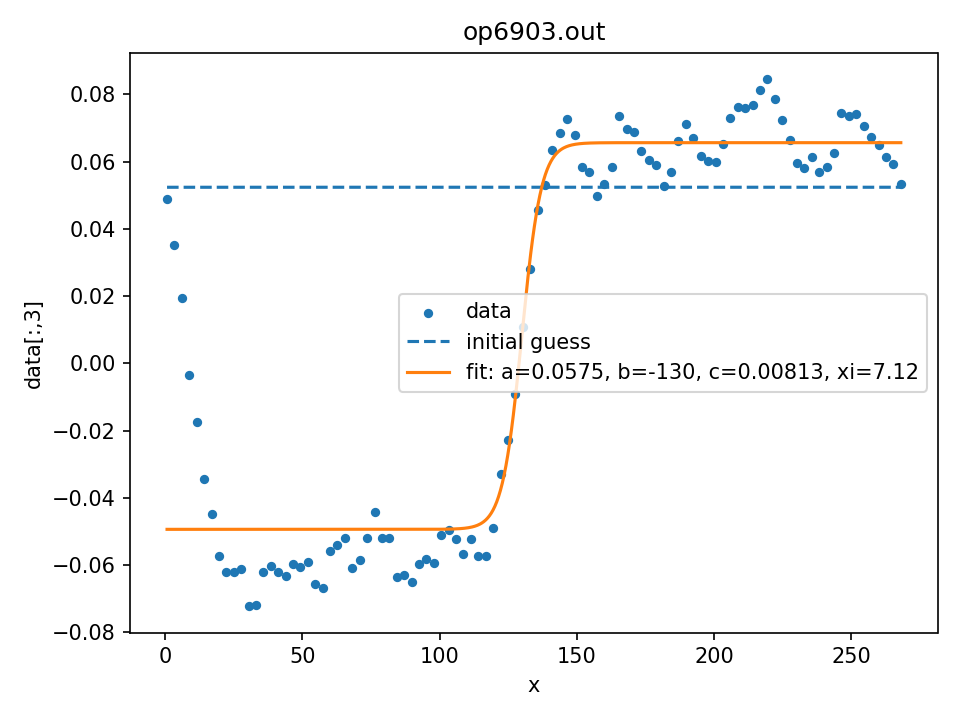 op6903.out
0.08
0.06
0.04
0.02
0.00
−0.02
−0.04
−0.06
−0.08
data[:,3]
data
initial guess
fit: a=0.0575, b=-130, c=0.00813, xi=7.12
0 50 100 150 200 250
x